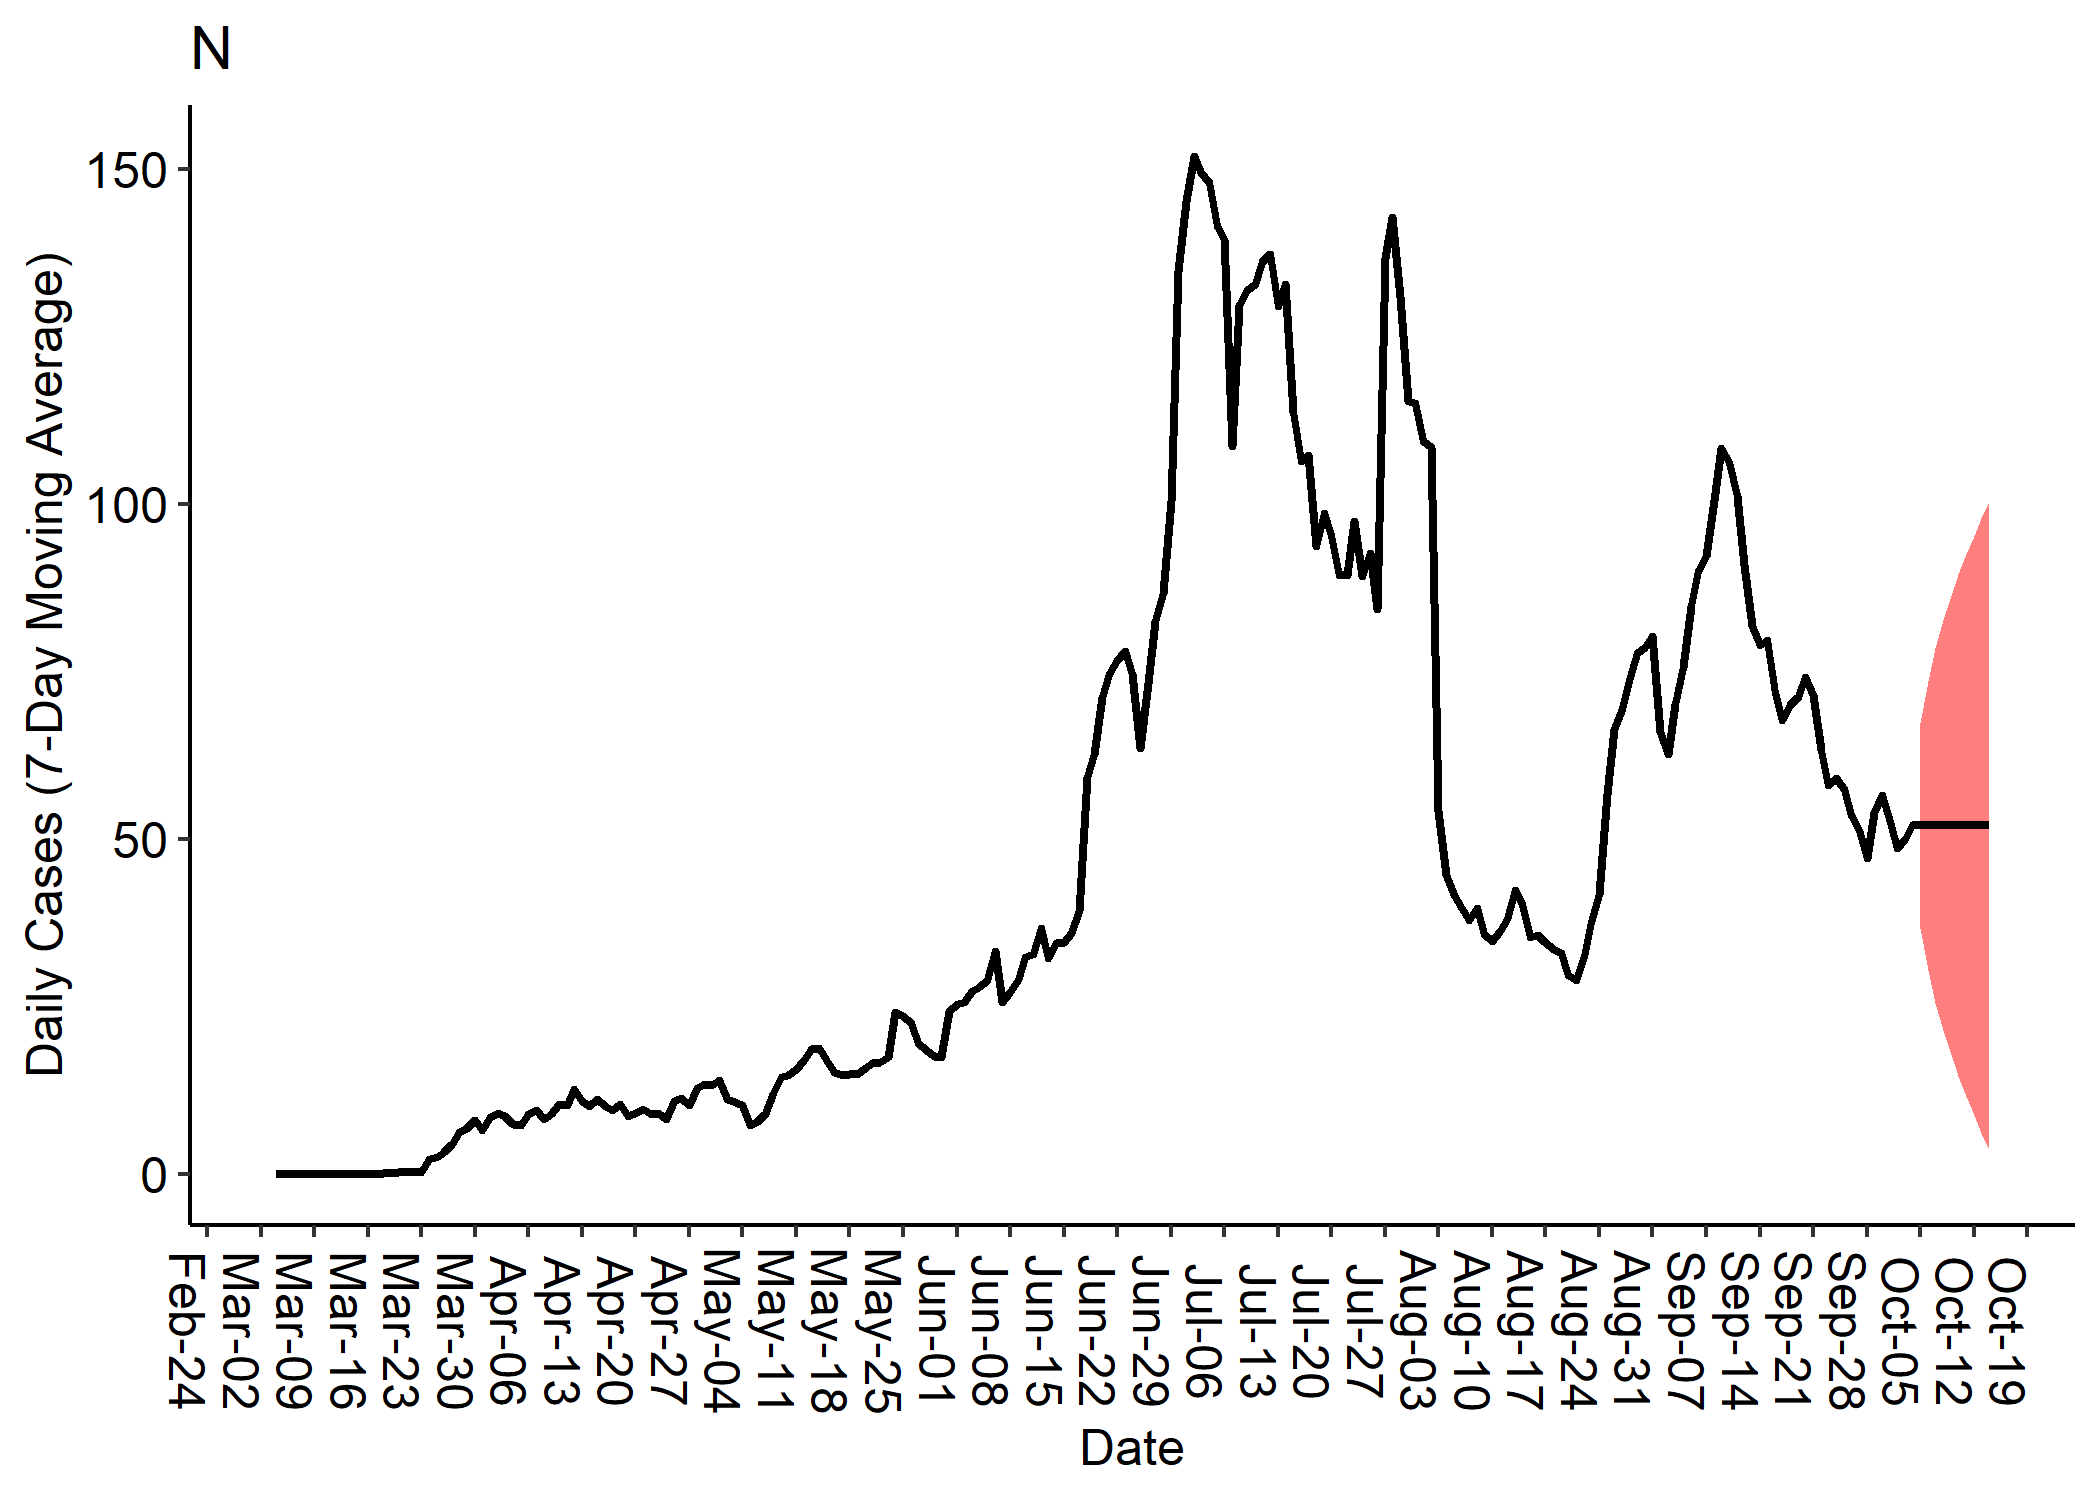 N
Daily Cases (7-Day Moving Average)
150
100
50
0
Feb-24
Mar-02
Mar-09
Mar-16
Mar-23
Mar-30
Apr-06
Apr-13
Apr-20
Apr-27
May-04
May-11
May-18
May-25
Jun-01
Jun-08
Jun-15
Jun-22
Jun-29
Jul-06
Jul-13
Jul-20
Jul-27
Aug-03
Aug-10
Aug-17
Aug-24
Aug-31
Sep-07
Sep-14
Sep-21
Sep-28
Oct-05
Oct-12
Oct-19
Date